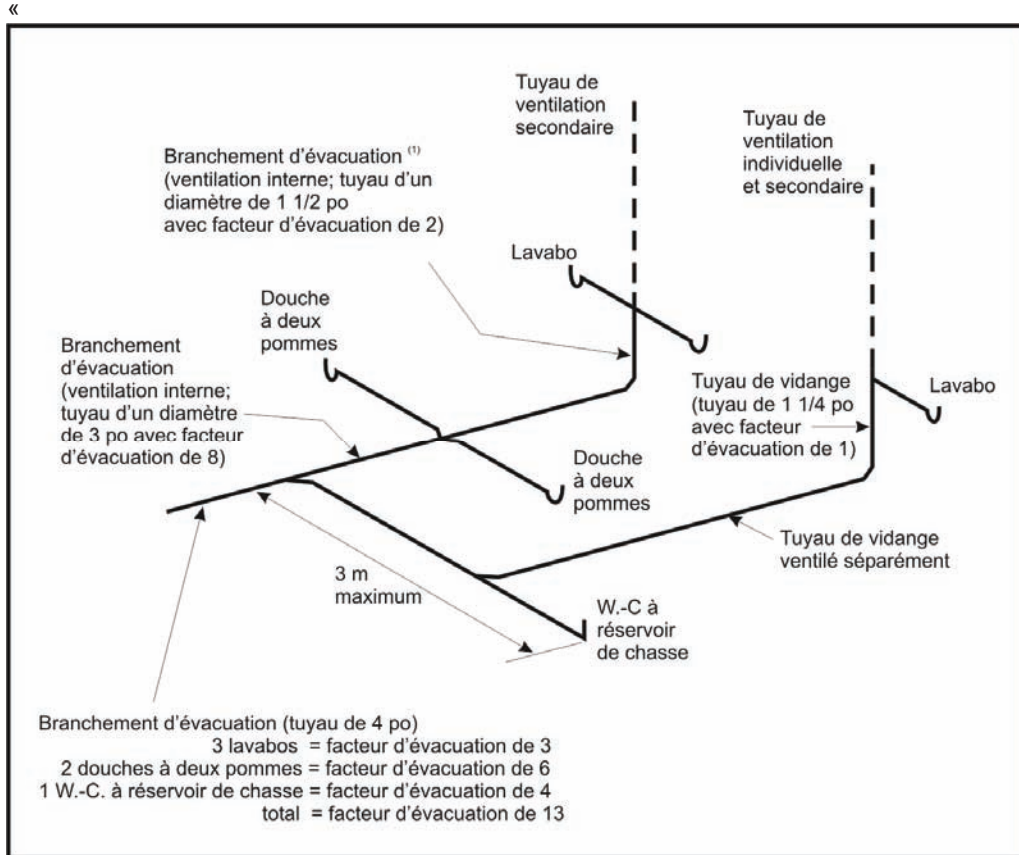 «
Tuyau de
ventilation
secondaire
Tuyau de
ventilation
individuelle
et secondaire
Branchement d'évacuation (1)
(ventilation interne; tuyau d'un
diamètre de 1 1/2 po
avec facteur d'évacuation de 2)
Lavabo
Douche
à deux
pommes
Branchement
d'évacuation
(ventilation interne;
tuyau d'un diamètre
de 3 po avec facteur
d'évacuation de 8)
Tuyau de vidange
(tuyau de 1 1/4 po
avec facteur
d'évacuation de 1)
Lavabo
Douche
à deux
pommes
Tuyau de vidange
ventilé séparément
3 m
maximum
W.-C à
réservoir
de chasse
Branchement d'évacuation (tuyau de 4 po)
3 lavabos = facteur d'évacuation de 3
2 douches à deux pommes = facteur d'évacuation de 6
1 W.-C. à réservoir de chasse = facteur d'évacuation de 4
total = facteur d'évacuation de 13